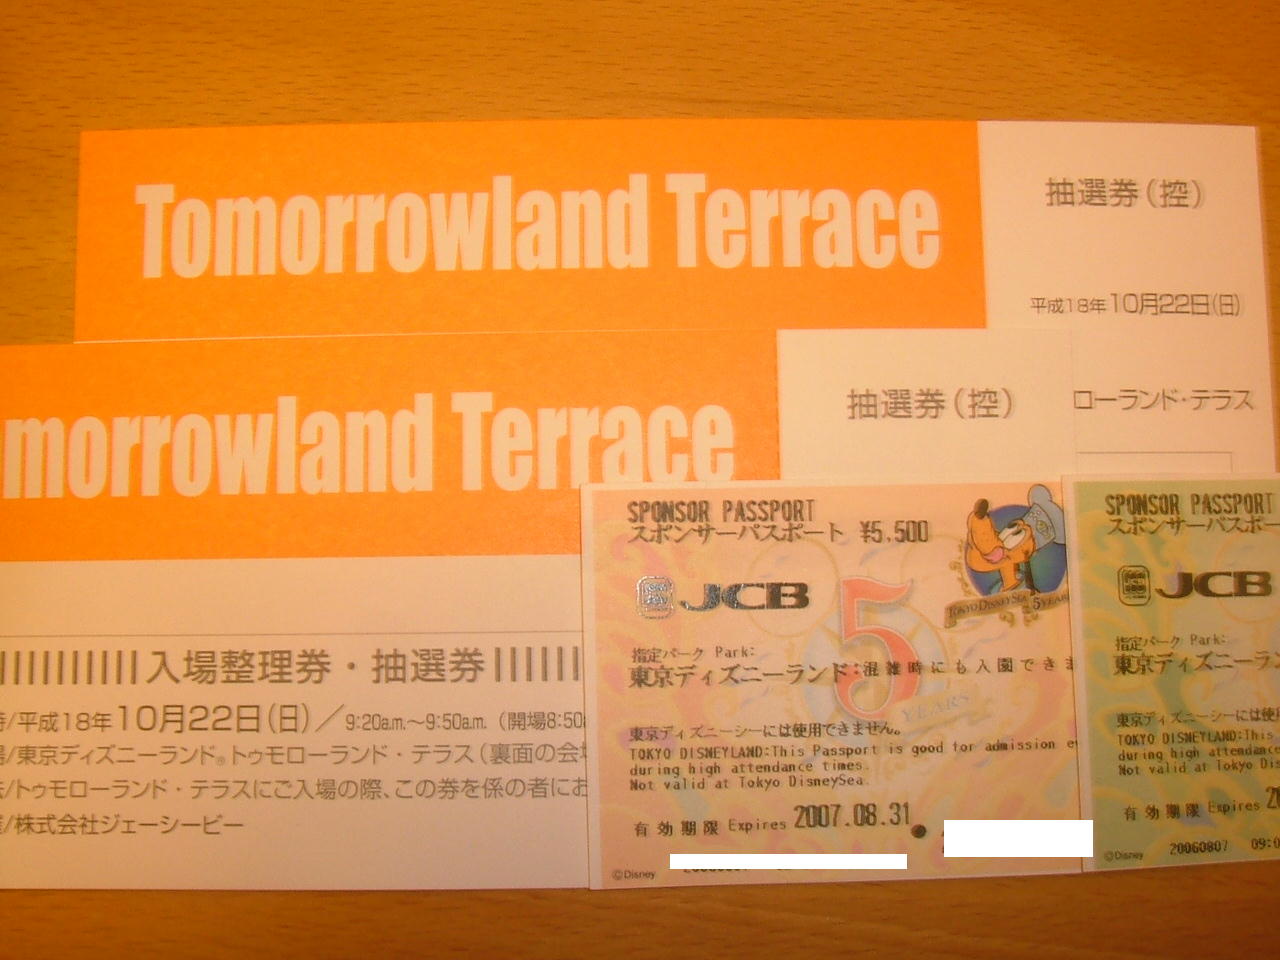 Tomorrowland Terrace
抽選券(控)
平成18年10月22日(日)
ローランド・テラス
morrowland Terrace
抽選券(控)
入場整理券・抽選券
/平成18年10月22日(日)/9:20a.m.~9:50a.m.(開場8:50
/東京ディズニーランド®トゥモローランド・テラス(裏面の会
/トゥモローランド・テラスにご入場の際、この券を係の者にお
/株式会社ジェーシービー
SPONSOR PASSPORT
スポンサーパスポート ¥5,500
JCB
5
YEARS
TOKYO DISNEYSEA 5 YEAR
指定パーク Park:
東京ディズニーランド:混雑時にも入園できま
東京ディズニーシーには使用できません。
TOKYO DISNEYLAND:This Passport is good for admission e
during high attendance times.
Not valid at Tokyo DisneySea.
有効期限 Expires 2007.08.31
©Disney
SPONSOR PASSPORT
スポンサーパスポー
JCB
指定パーク Park:
東京ディズニーラン
東京ディズニーシーには使用
TOKYO DISNEYLAND:This
during high attendance
Not valid at Tokyo Di
有効期限 Expires 2
©Disney 20060807 09:0